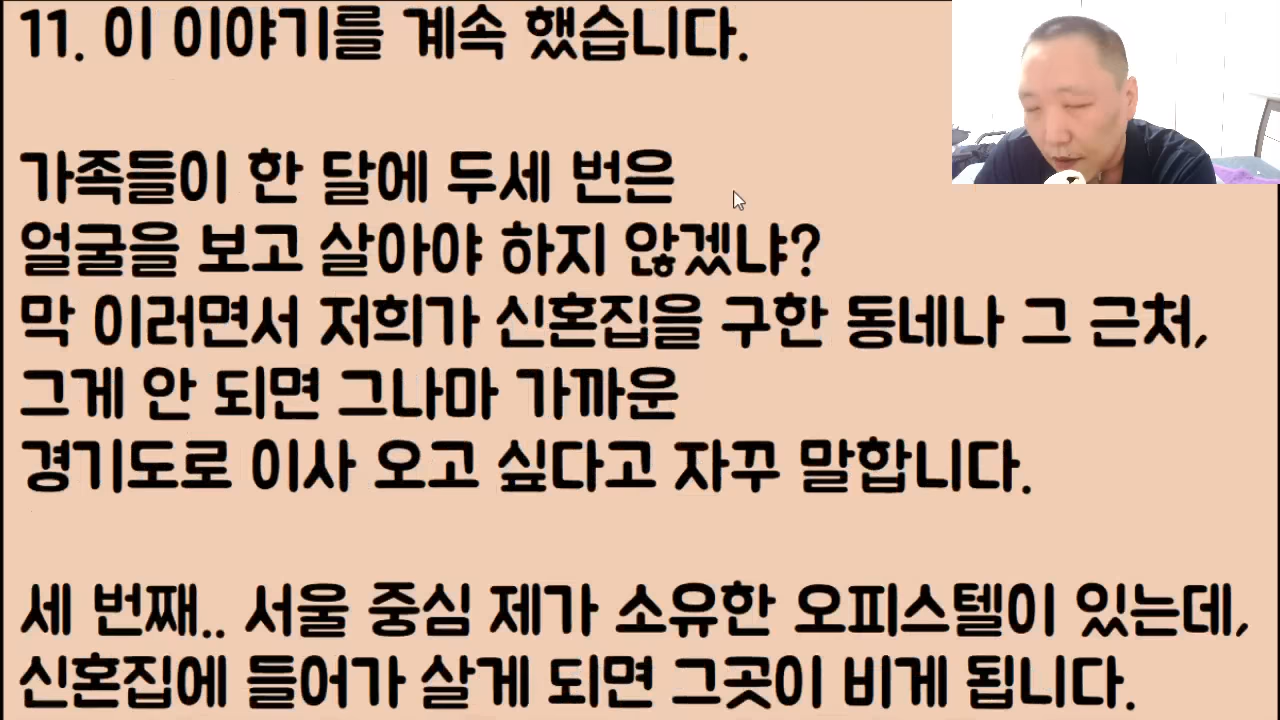 11. 이 이야기를 계속 했습니다.
가족들이 한 달에 두세 번은
얼굴을 보고 살아야 하지 않겠냐?
막 이러면서 저희가 신혼집을 구한 동네나 그 근처,
그게 안 되면 그나마 가까운
경기도로 이사 오고 싶다고 자꾸 말합니다.
세 번째.. 서울 중심 제가 소유한 오피스텔이 있는데,
신혼집에 들어가 살게 되면 그곳이 비게 됩니다.